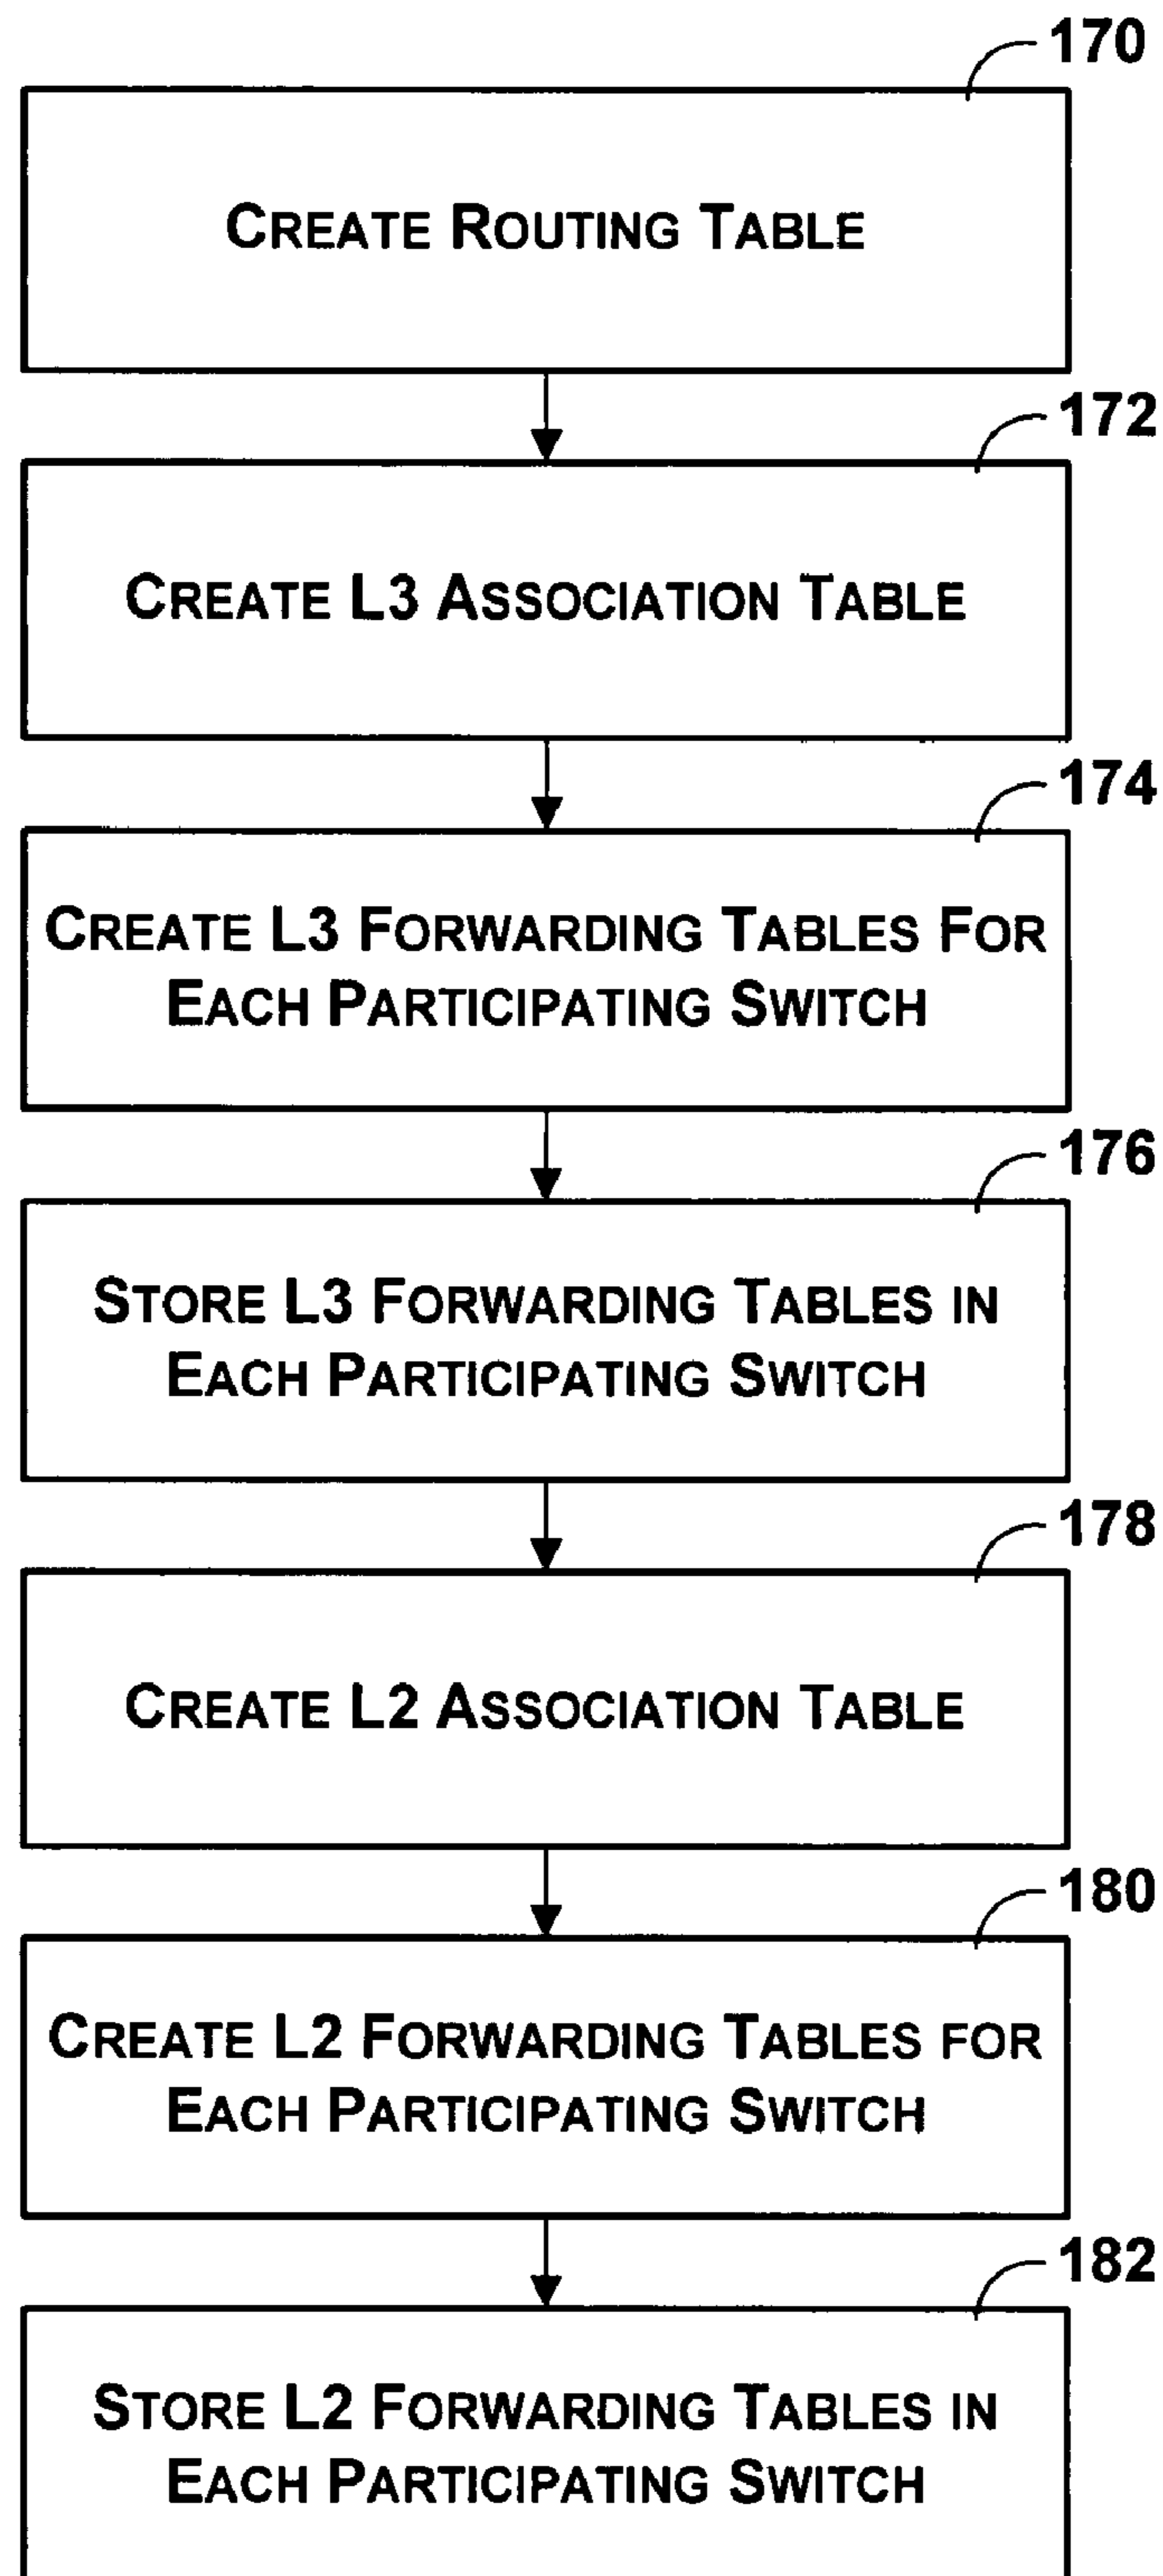 170
CREATE ROUTING TABLE
172
CREATE L3 ASSOCIATION TABLE
174
CREATE L3 FORWARDING TABLES FOR
EACH PARTICIPATING SWITCH
176
STORE L3 FORWARDING TABLES IN
EACH PARTICIPATING SWITCH
178
CREATE L2 ASSOCIATION TABLE
180
CREATE L2 FORWARDING TABLES FOR
EACH PARTICIPATING SWITCH
182
STORE L2 FORWARDING TABLES IN
EACH PARTICIPATING SWITCH